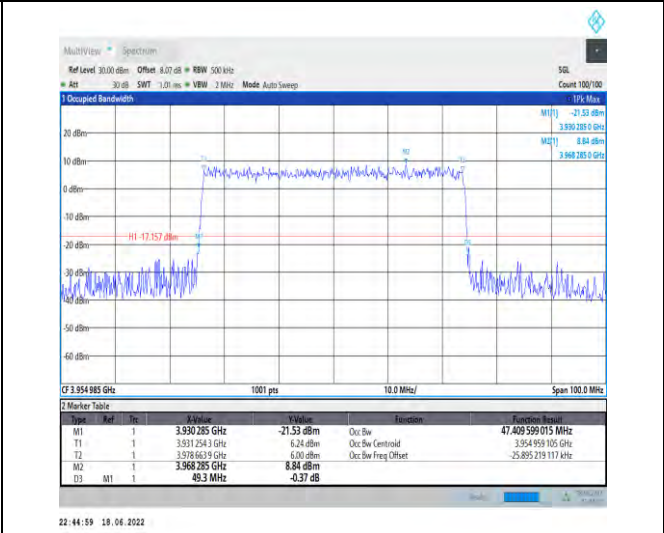 MultiView Spectrum
Ref Level 30.00 dBm Offset 8.07 dB RBW 500 kHz SGL
Att 30 dB SWT 1.01 ms VBW 2 MHz Mode Auto Sweep Count 100/100
1 Occupied Bandwidth 1Pk Max
M1[1] -21.53 dBm
3.930 285 0 GHz
M2[1] 8.84 dBm
3.968 285 0 GHz
20 dBm
M2
10 dBm
0 dBm
-10 dBm
H1 -17.157 dBm
-20 dBm
-30 dBm
-40 dBm
-50 dBm
-60 dBm
CF 3.954 985 GHz 1001 pts 10.0 MHz/ Span 100.0 MHz
2 Marker Table
Type Ref Trc X-Value Y-Value Function Function Result
M1 1 3.930 285 GHz -21.53 dBm Occ Bw 47.409 599 015 MHz
T1 1 3.931 254 3 GHz 6.24 dBm Occ Bw Centroid 3.954 959 105 GHz
T2 1 3.978 663 9 GHz 6.00 dBm Occ Bw Freq Offset -25.895 219 117 kHz
M2 1 3.968 285 GHz 8.84 dBm
D3 M1 1 49.3 MHz -0.37 dB
22:44:59 18.06.2022